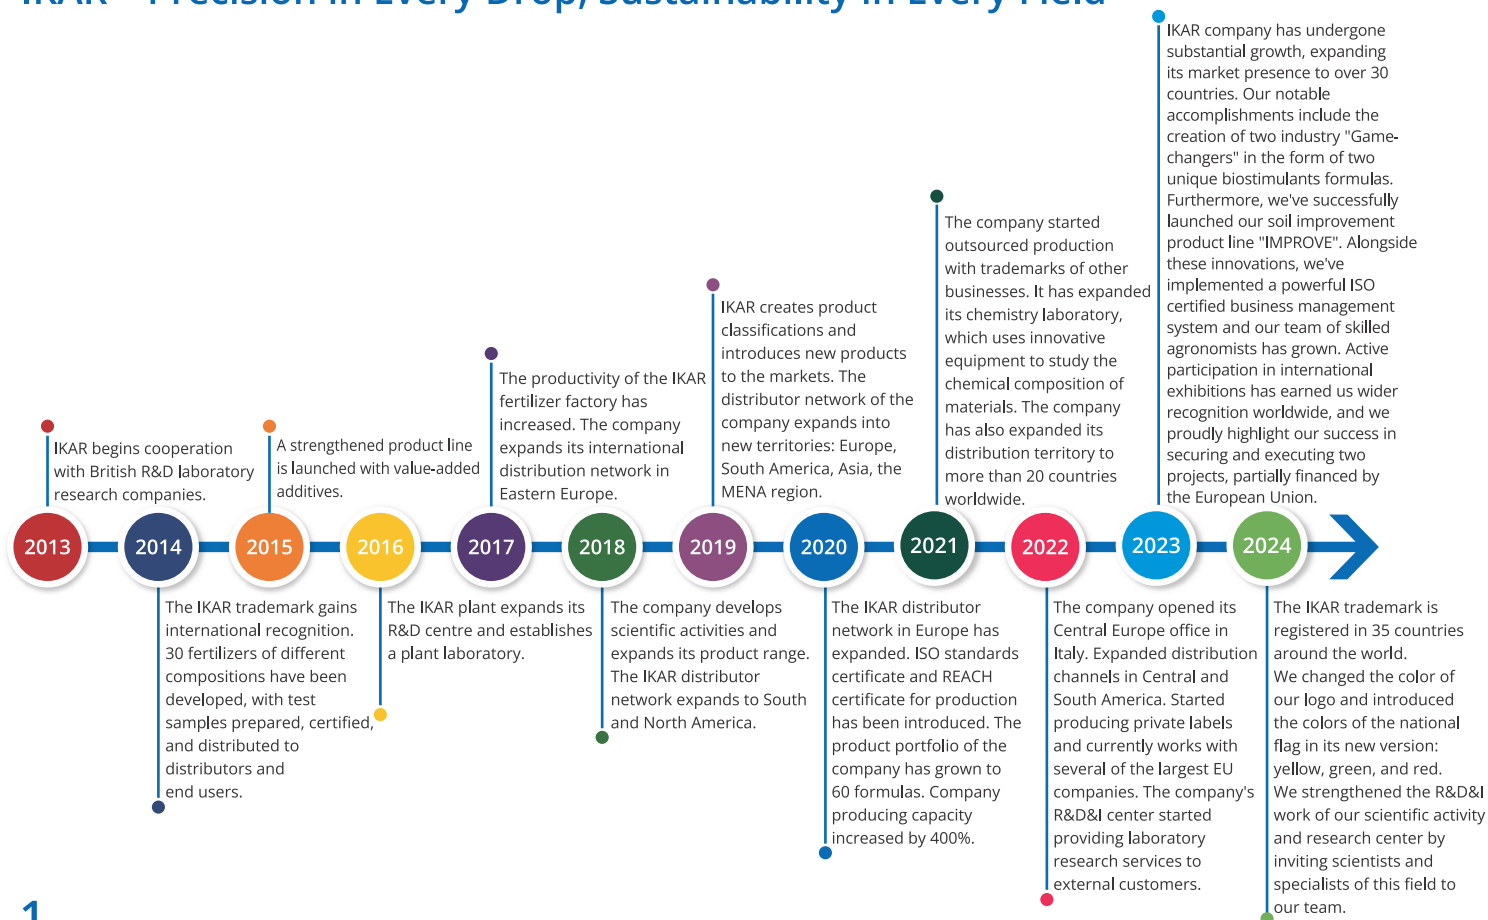 IKAR – Precision in Every Drop, Sustainability in Every Field
IKAR company has undergone
substantial growth, expanding
its market presence to over 30
countries. Our notable
accomplishments include the
creation of two industry "Game-
changers" in the form of two
unique biostimulants formulas.
Furthermore, we've successfully
launched our soil improvement
product line "IMPROVE". Alongside
these innovations, we've
implemented a powerful ISO
certified business management
system and our team of skilled
agronomists has grown. Active
participation in international
exhibitions has earned us wider
recognition worldwide, and we
proudly highlight our success in
securing and executing two
projects, partially financed by
the European Union.
The company started
outsourced production
with trademarks of other
businesses. It has expanded
its chemistry laboratory,
which uses innovative
equipment to study the
chemical composition of
materials. The company
has also expanded its
distribution territory to
more than 20 countries
worldwide.
IKAR creates product
classifications and
introduces new products
to the markets. The
distributor network of the
company expands into
new territories: Europe,
South America, Asia, the
MENA region.
The productivity of the IKAR
fertilizer factory has
increased. The company
expands its international
distribution network in
Eastern Europe.
A strengthened product line
is launched with value-added
additives.
IKAR begins cooperation
with British R&D laboratory
research companies.
2013
2014
2015
2016
2017
2018
2019
2020
2021
2022
2023
2024
The IKAR trademark gains
international recognition.
30 fertilizers of different
compositions have been
developed, with test
samples prepared, certified,
and distributed to
distributors and
end users.
The IKAR plant expands its
R&D centre and establishes
a plant laboratory.
The company develops
scientific activities and
expands its product range.
The IKAR distributor
network expands to South
and North America.
The IKAR distributor
network in Europe has
expanded. ISO standards
certificate and REACH
certificate for production
has been introduced. The
product portfolio of the
company has grown to
60 formulas. Company
producing capacity
increased by 400%.
The company opened its
Central Europe office in
Italy. Expanded distribution
channels in Central and
South America. Started
producing private labels
and currently works with
several of the largest EU
companies. The company's
R&D&I center started
providing laboratory
research services to
external customers.
The IKAR trademark is
registered in 35 countries
around the world.
We changed the color of
our logo and introduced
the colors of the national
flag in its new version:
yellow, green, and red.
We strengthened the R&D&I
work of our scientific activity
and research center by
inviting scientists and
specialists of this field to
our team.
1